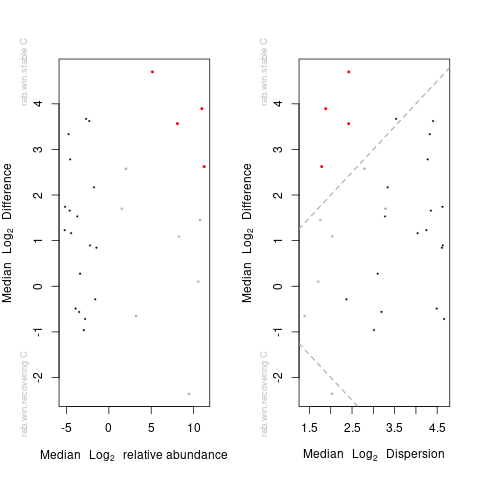 rab.win.stable C
rab.win.recovering C
Median Log2 Difference
4
3
2
1
0
-1
-2
-5
0
5
10
Median Log2 relative abundance
rab.win.stable C
rab.win.recovering C
Median Log2 Difference
4
3
2
1
0
-1
-2
1.5
2.5
3.5
4.5
Median Log2 Dispersion